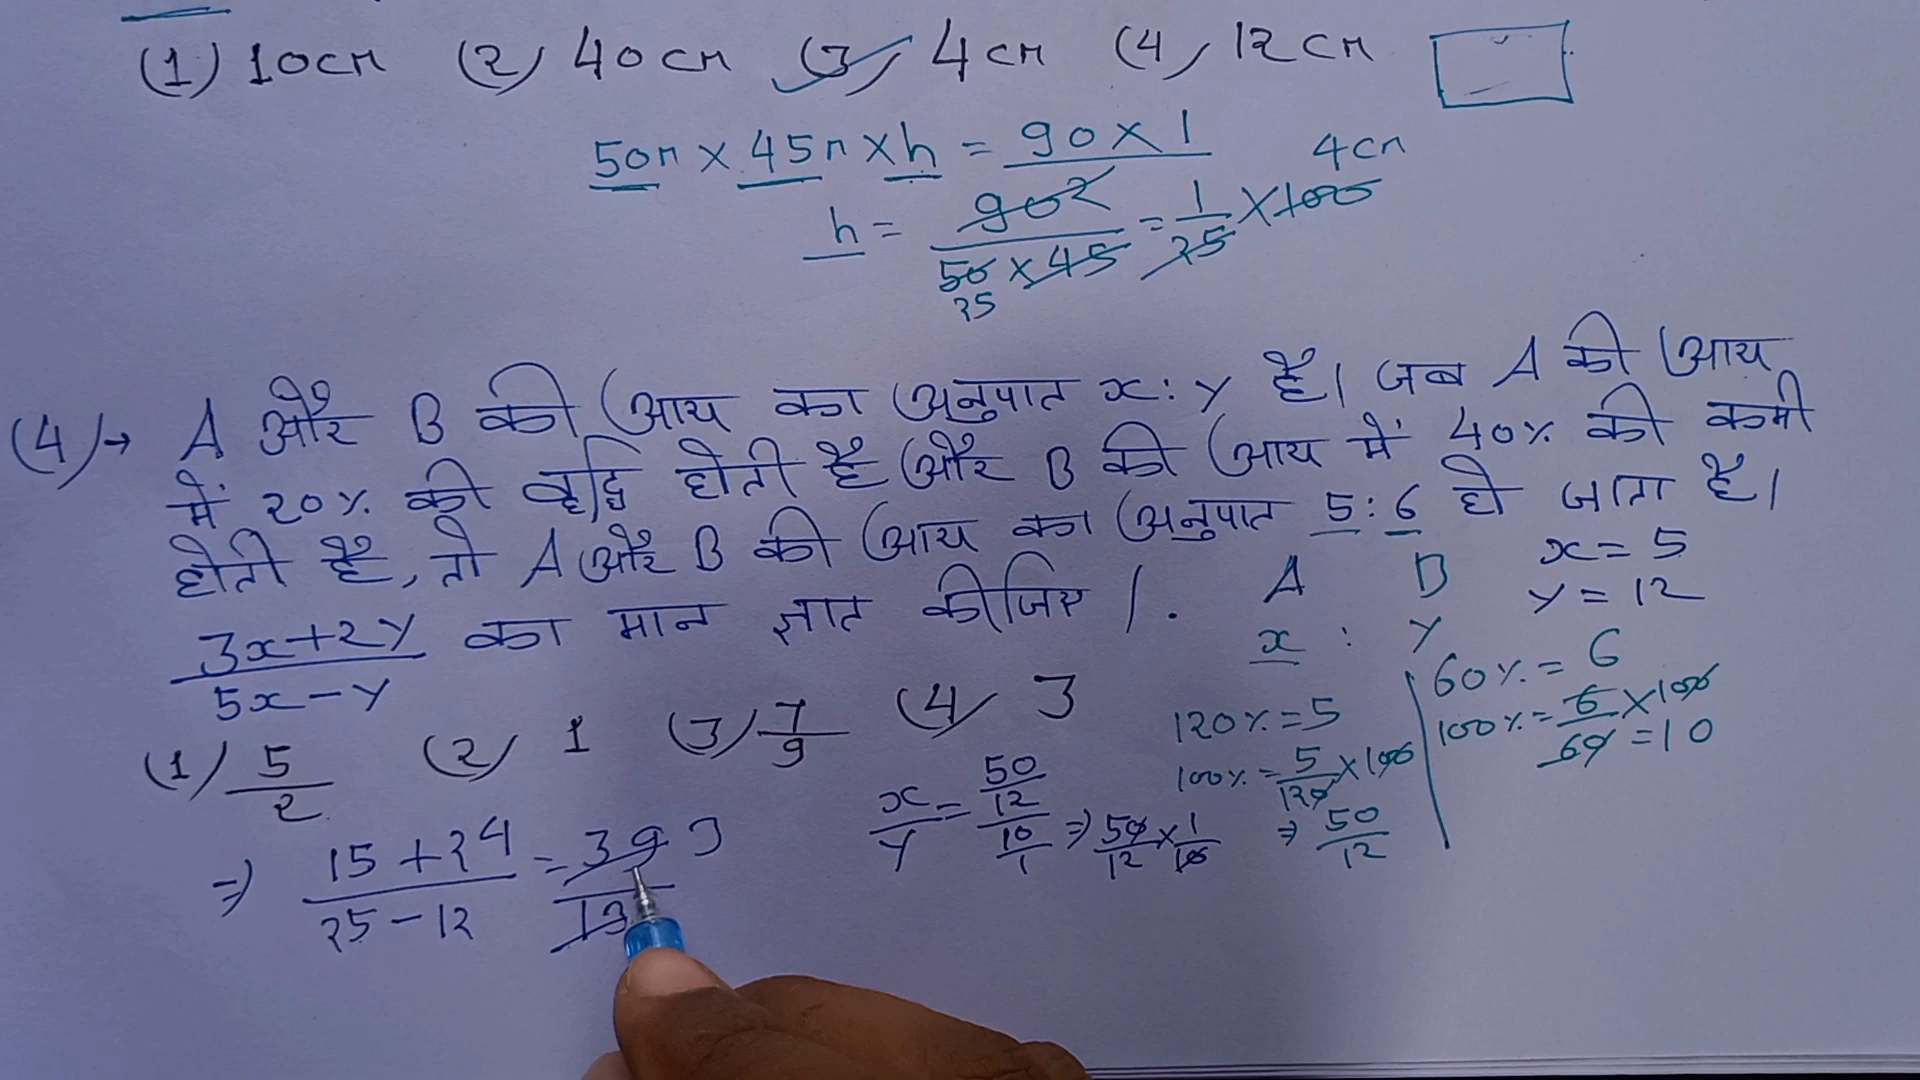 (1) 10cm (2) 40cm (3) 4cm (4) 12cm
50m × 45m × h = 90 × 1
4cm
h = 90 2 / 50 × 45 = 1/25 × 100
25
(4)→ A और B की आय का अनुपात x:y है। जब A की आय
में 20% की वृद्धि होती है और B की आय में 40% की कमी
होती है, तो A और B की आय का अनुपात 5:6 हो जाता है।
3x+2y / 5x-y का मान ज्ञात कीजिए।.
(1) 5/2 (2) 1 (3) 7/9 (4) 3
A B
x : y
x = 5
y = 12
120% = 5
100% = 5/120 × 100
⇒ 50/12
60% = 6
100% = 6/60 × 100
= 10
x/y = 50/12 / 10/1 ⇒ 50/12 × 1/10
⇒ 15+24 / 25-12 = 39/13 3